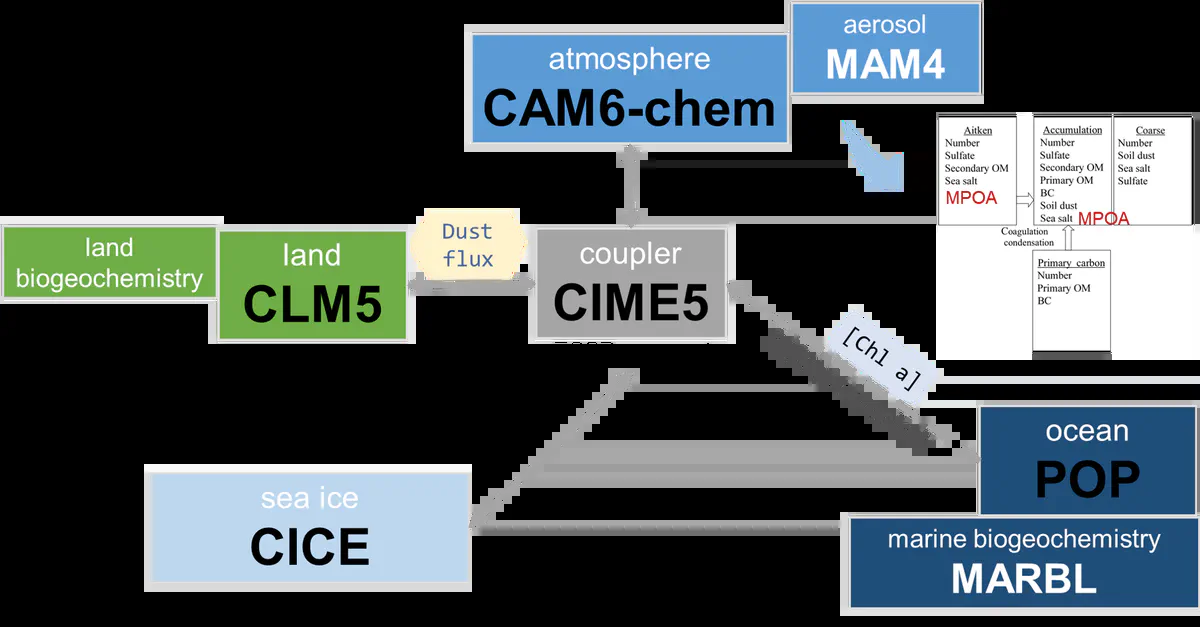 aerosol
MAM4
atmosphere
CAM6-chem
Aitken
Number
Sulfate
Secondary OM
Sea salt
MPOA
Accumulation
Number
Sulfate
Secondary OM
Primary OM
BC
Soil dust
Sea salt MPOA
Coarse
Number
Soil dust
Sea salt
Sulfate
Coagulation
condensation
Primary carbon
Number
Primary OM
BC
land
biogeochemistry
land
CLM5
Dust
flux
coupler
CIME5
[Chl a]
ocean
POP
marine biogeochemistry
MARBL
sea ice
CICE